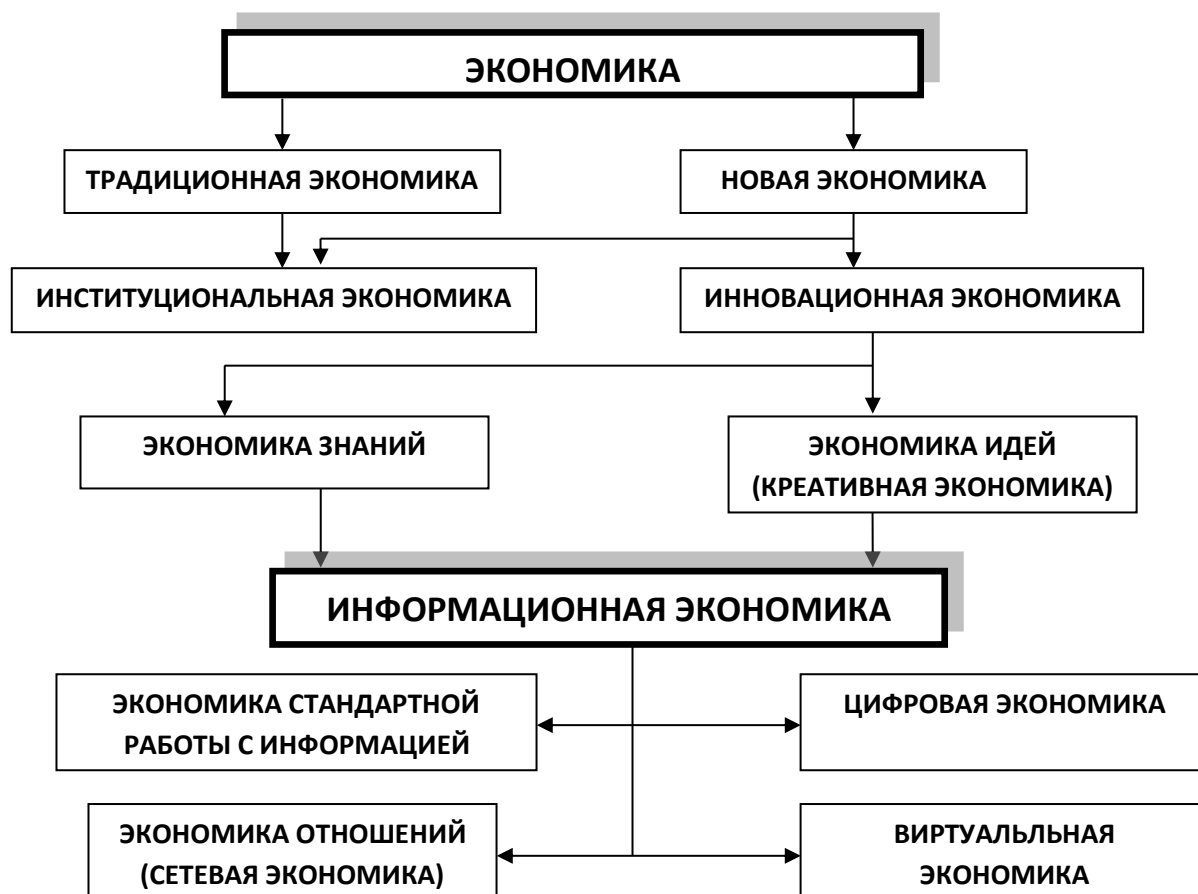 ЭКОНОМИКА
ТРАДИЦИОННАЯ ЭКОНОМИКА
НОВАЯ ЭКОНОМИКА
ИНСТИТУЦИОНАЛЬНАЯ ЭКОНОМИКА
ИННОВАЦИОННАЯ ЭКОНОМИКА
ЭКОНОМИКА ЗНАНИЙ
ЭКОНОМИКА ИДЕЙ
(КРЕАТИВНАЯ ЭКОНОМИКА)
ИНФОРМАЦИОННАЯ ЭКОНОМИКА
ЭКОНОМИКА СТАНДАРТНОЙ
РАБОТЫ С ИНФОРМАЦИЕЙ
ЦИФРОВАЯ ЭКОНОМИКА
ЭКОНОМИКА ОТНОШЕНИЙ
(СЕТЕВАЯ ЭКОНОМИКА)
ВИРТУАЛЬЛЬНАЯ
ЭКОНОМИКА